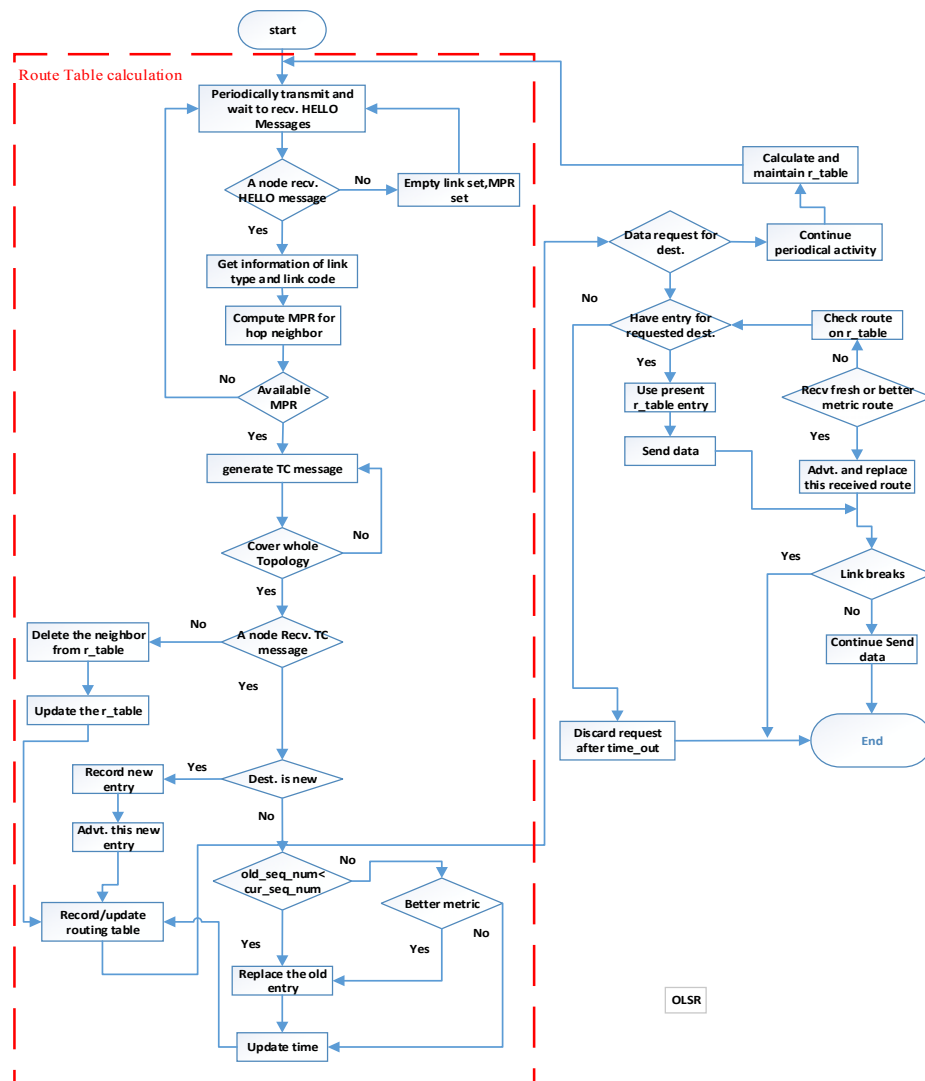 start
Route Table calculation
Periodically transmit and
wait to recv. HELLO
Messages
A node recv.
HELLO message
No
Empty link set,MPR
set
Yes
Get information of link
type and link code
Compute MPR for
hop neighbor
No
Available
MPR
Yes
generate TC message
No
Cover whole
Topology
Yes
No
A node Recv. TC
message
Delete the neighbor
from r_table
Yes
Update the r_table
Yes
Dest. is new
Record new
entry
No
Advt. this new
entry
old_seq_num<
cur_seq_num
No
Better metric
Record/update
routing table
Yes
Yes
No
Replace the old
entry
Update time
Calculate and
maintain r_table
Data request for
dest.
Continue
periodical activity
No
Have entry for
requested dest.
Check route
on r_table
Yes
No
Use present
r_table entry
Recv fresh or better
metric route
Send data
Yes
Advt. and replace
this received route
Yes
Link breaks
No
Continue Send
data
Discard request
after time_out
End
OLSR